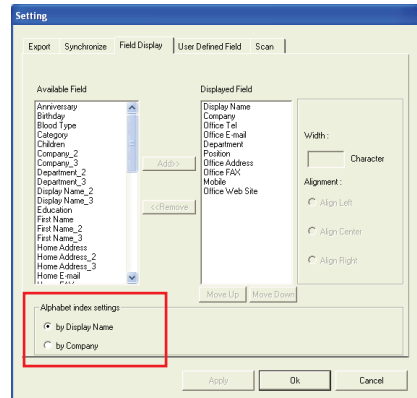 Setting
Export Synchronize Field Display User Defined Field Scan
Available Field
Anniversary
Birthday
Blood Type
Category
Children
Company_2
Company_3
Department_2
Department_3
Display Name_2
Display Name_3
Education
First Name
First Name_2
First Name_3
Home Address
Home Address_2
Home Address_3
Home E-mail
Add>>
<<Remove
Displayed Field
Display Name
Company
Office Tel
Office E-mail
Department
Position
Office Address
Office FAX
Mobile
Office Web Site
Move Up Move Down
Width :
Character
Alignment :
Align Left
Align Center
Align Right
Alphabet index settings
by Display Name
by Company
Apply Ok Cancel